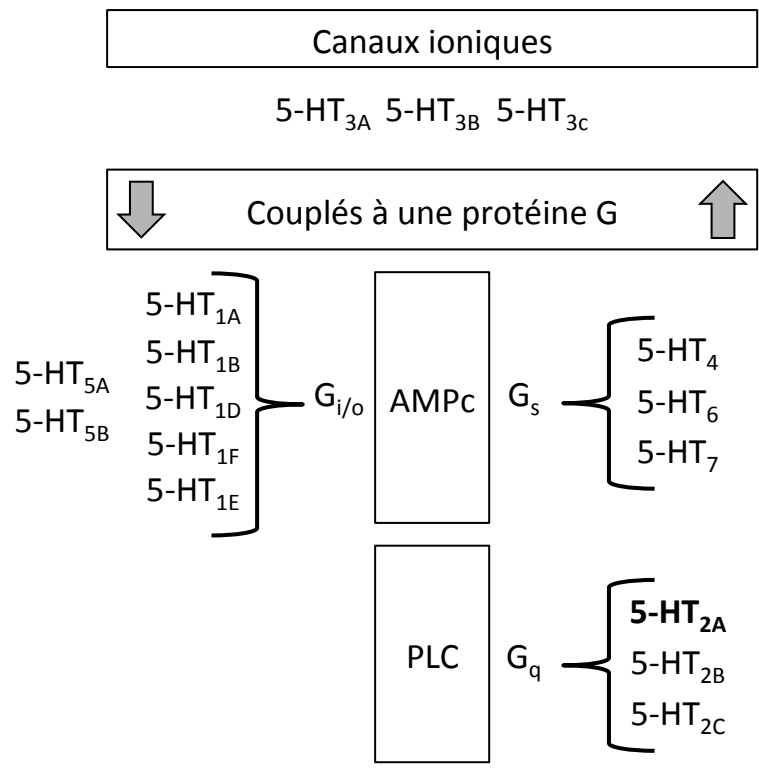 Canaux ioniques
5-HT3A 5-HT3B 5-HT3c
Couplés à une protéine G
5-HT5A
5-HT5B
5-HT1A
5-HT1B
5-HT1D
5-HT1F
5-HT1E
Gi/o
AMPc
Gs
5-HT4
5-HT6
5-HT7
PLC
Gq
5-HT2A
5-HT2B
5-HT2C